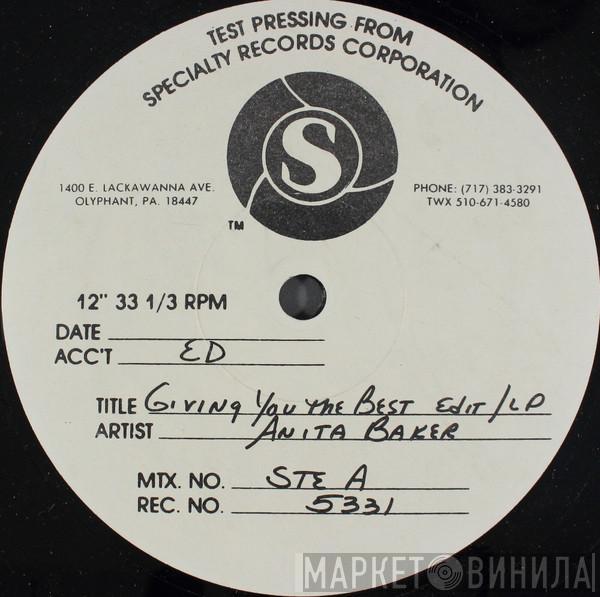 TEST PRESSING FROM
SPECIALTY RECORDS CORPORATION
S
1400 E. LACKAWANNA AVE.
OLYPHANT, PA. 18447
PHONE: (717) 383-3291
TWX 510-671-4580
TM
12" 33 1/3 RPM
DATE
ACC'T ED
TITLE Giving You the Best Edit/LP
ARTIST ANITA BAKER
MTX. NO. STE A
REC. NO. 5331
МАРКЕТ ВИНИЛА